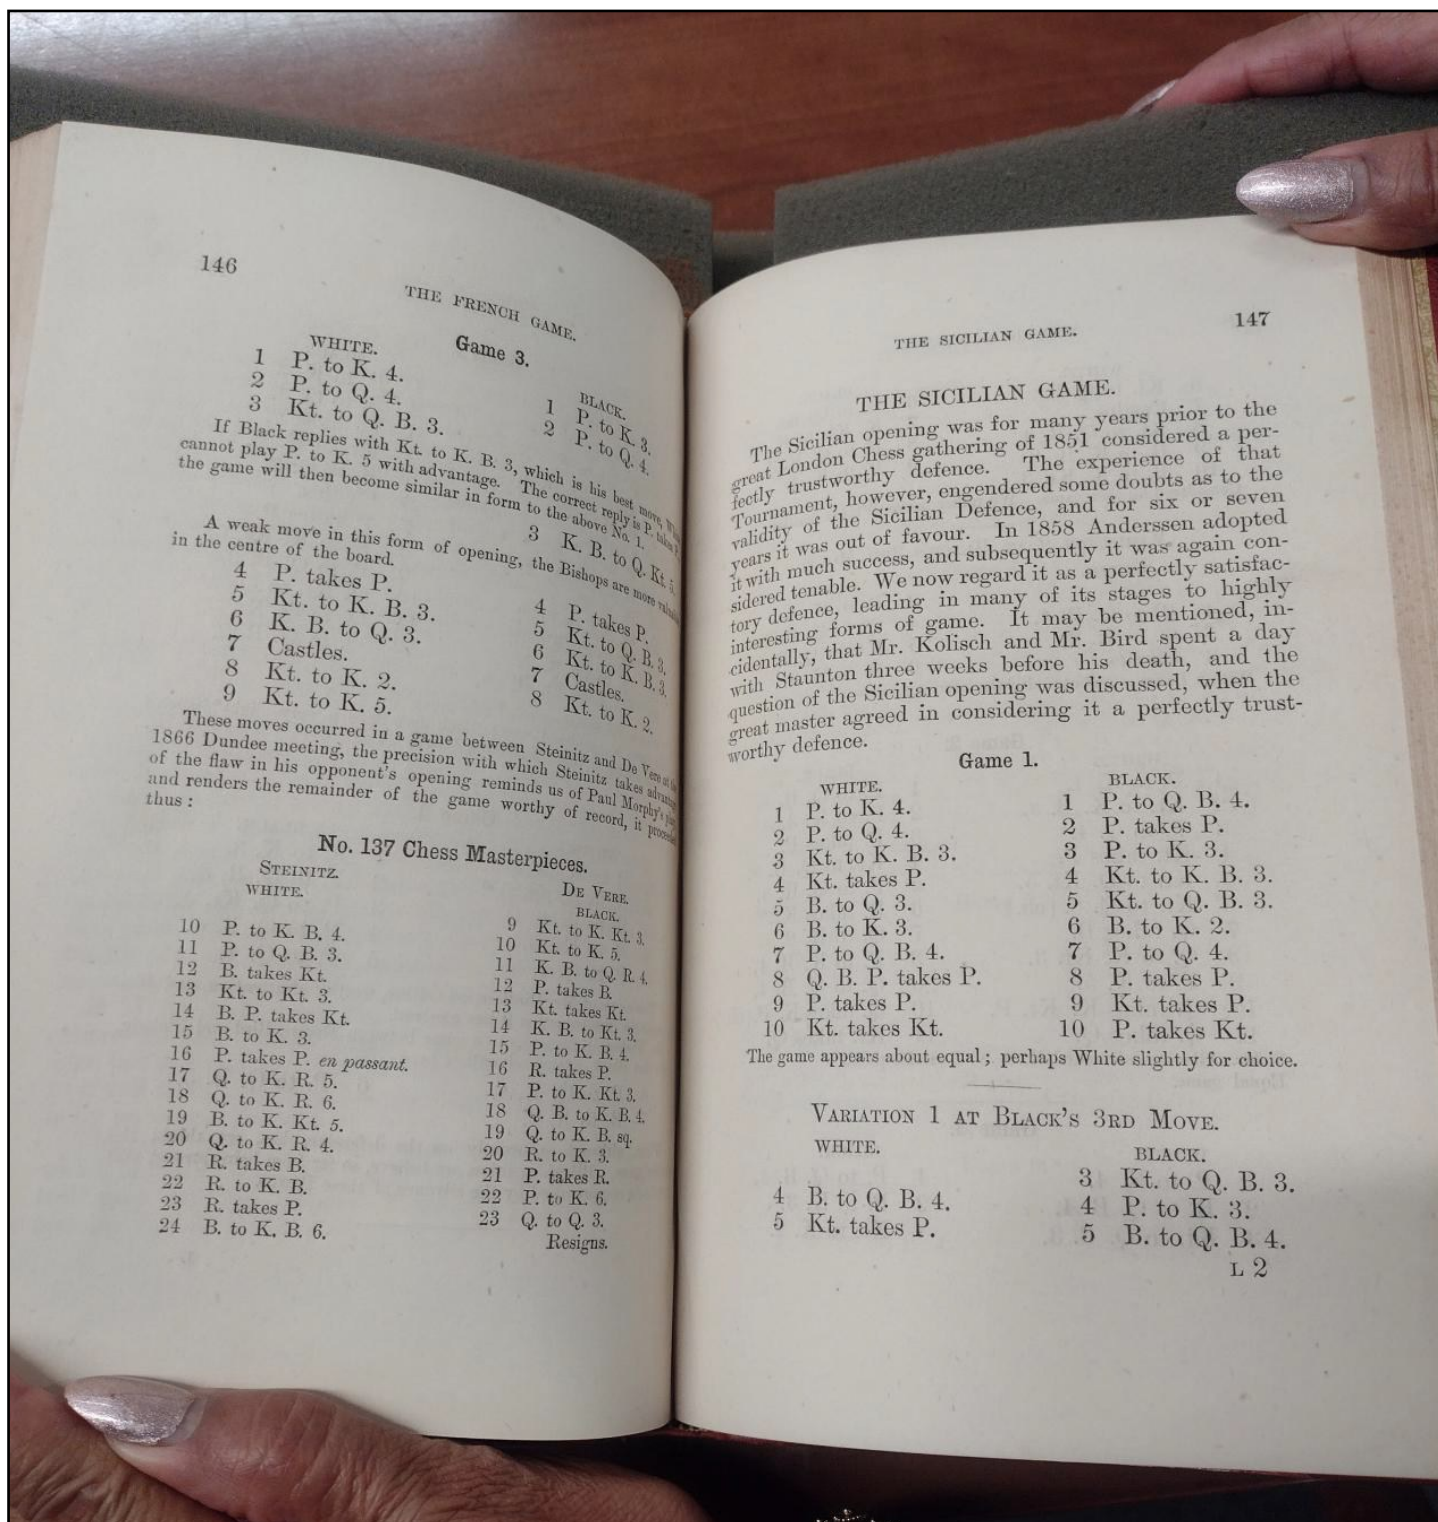 146
THE FRENCH GAME.
Game 3.
WHITE. BLACK.
1 P. to K. 4. 1 P. to K. 3.
2 P. to Q. 4. 2 P. to Q. 4.
3 Kt. to Q. B. 3.
If Black replies with Kt. to K. B. 3, which is his best move,
cannot play P. to K. 5 with advantage. The correct reply is P. takes P.
the game will then become similar in form to the above No. 1.
3 K. B. to Q. Kt. 5.
A weak move in this form of opening, the Bishops are more
in the centre of the board.
4 P. takes P. 4 P. takes P.
5 Kt. to K. B. 3. 5 Kt. to Q. B. 3.
6 K. B. to Q. 3. 6 Kt. to K. B. 3.
7 Castles. 7 Castles.
8 Kt. to K. 2. 8 Kt. to K. 2.
9 Kt. to K. 5.
These moves occurred in a game between Steinitz and De Vere at the
1866 Dundee meeting, the precision with which Steinitz takes
of the flaw in his opponent's opening reminds us of Paul Morphy's
and renders the remainder of the game worthy of record, it
thus :
No. 137 Chess Masterpieces.
STEINITZ. DE VERE.
WHITE. BLACK.
9 Kt. to K. Kt. 3.
10 P. to K. B. 4. 10 Kt. to K. 5.
11 P. to Q. B. 3. 11 K. B. to Q. R. 4.
12 B. takes Kt. 12 P. takes B.
13 Kt. to Kt. 3. 13 Kt. takes Kt.
14 B. P. takes Kt. 14 K. B. to Kt. 3.
15 B. to K. 3. 15 P. to K. B. 4.
16 P. takes P. en passant. 16 R. takes P.
17 Q. to K. R. 5. 17 P. to K. Kt. 3.
18 Q. to K. R. 6. 18 Q. B. to K. B. 4.
19 B. to K. Kt. 5. 19 Q. to K. B. sq.
20 Q. to K. R. 4. 20 R. to K. 3.
21 R. takes B. 21 P. takes R.
22 R. to K. B. 22 P. to K. 6.
23 R. takes P. 23 Q. to Q. 3.
24 B. to K. B. 6. Resigns.
THE SICILIAN GAME. 147
THE SICILIAN GAME.
The Sicilian opening was for many years prior to the
great London Chess gathering of 1851 considered a per-
fectly trustworthy defence. The experience of that
Tournament, however, engendered some doubts as to the
validity of the Sicilian Defence, and for six or seven
years it was out of favour. In 1858 Anderssen adopted
it with much success, and subsequently it was again con-
sidered tenable. We now regard it as a perfectly satisfac-
tory defence, leading in many of its stages to highly
interesting forms of game. It may be mentioned, in-
cidentally, that Mr. Kolisch and Mr. Bird spent a day
with Staunton three weeks before his death, and the
question of the Sicilian opening was discussed, when the
great master agreed in considering it a perfectly trust-
worthy defence.
Game 1.
WHITE. BLACK.
1 P. to K. 4. 1 P. to Q. B. 4.
2 P. to Q. 4. 2 P. takes P.
3 Kt. to K. B. 3. 3 P. to K. 3.
4 Kt. takes P. 4 Kt. to K. B. 3.
5 B. to Q. 3. 5 Kt. to Q. B. 3.
6 B. to K. 3. 6 B. to K. 2.
7 P. to Q. B. 4. 7 P. to Q. 4.
8 Q. B. P. takes P. 8 P. takes P.
9 P. takes P. 9 Kt. takes P.
10 Kt. takes Kt. 10 P. takes Kt.
The game appears about equal ; perhaps White slightly for choice.
VARIATION 1 AT BLACK'S 3RD MOVE.
WHITE. BLACK.
3 Kt. to Q. B. 3.
4 B. to Q. B. 4. 4 P. to K. 3.
5 Kt. takes P. 5 B. to Q. B. 4.
L 2